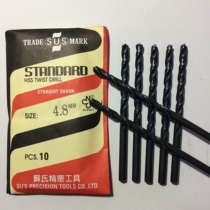 TRADE SUS MARK
STANDARD
HSS TWIST DRILL
STRAIGHT SHANK
SIZE: 4.8MM
PCS. 10
蘇氏精密工具
SU'S PRECISION TOOLS CO., LTD.